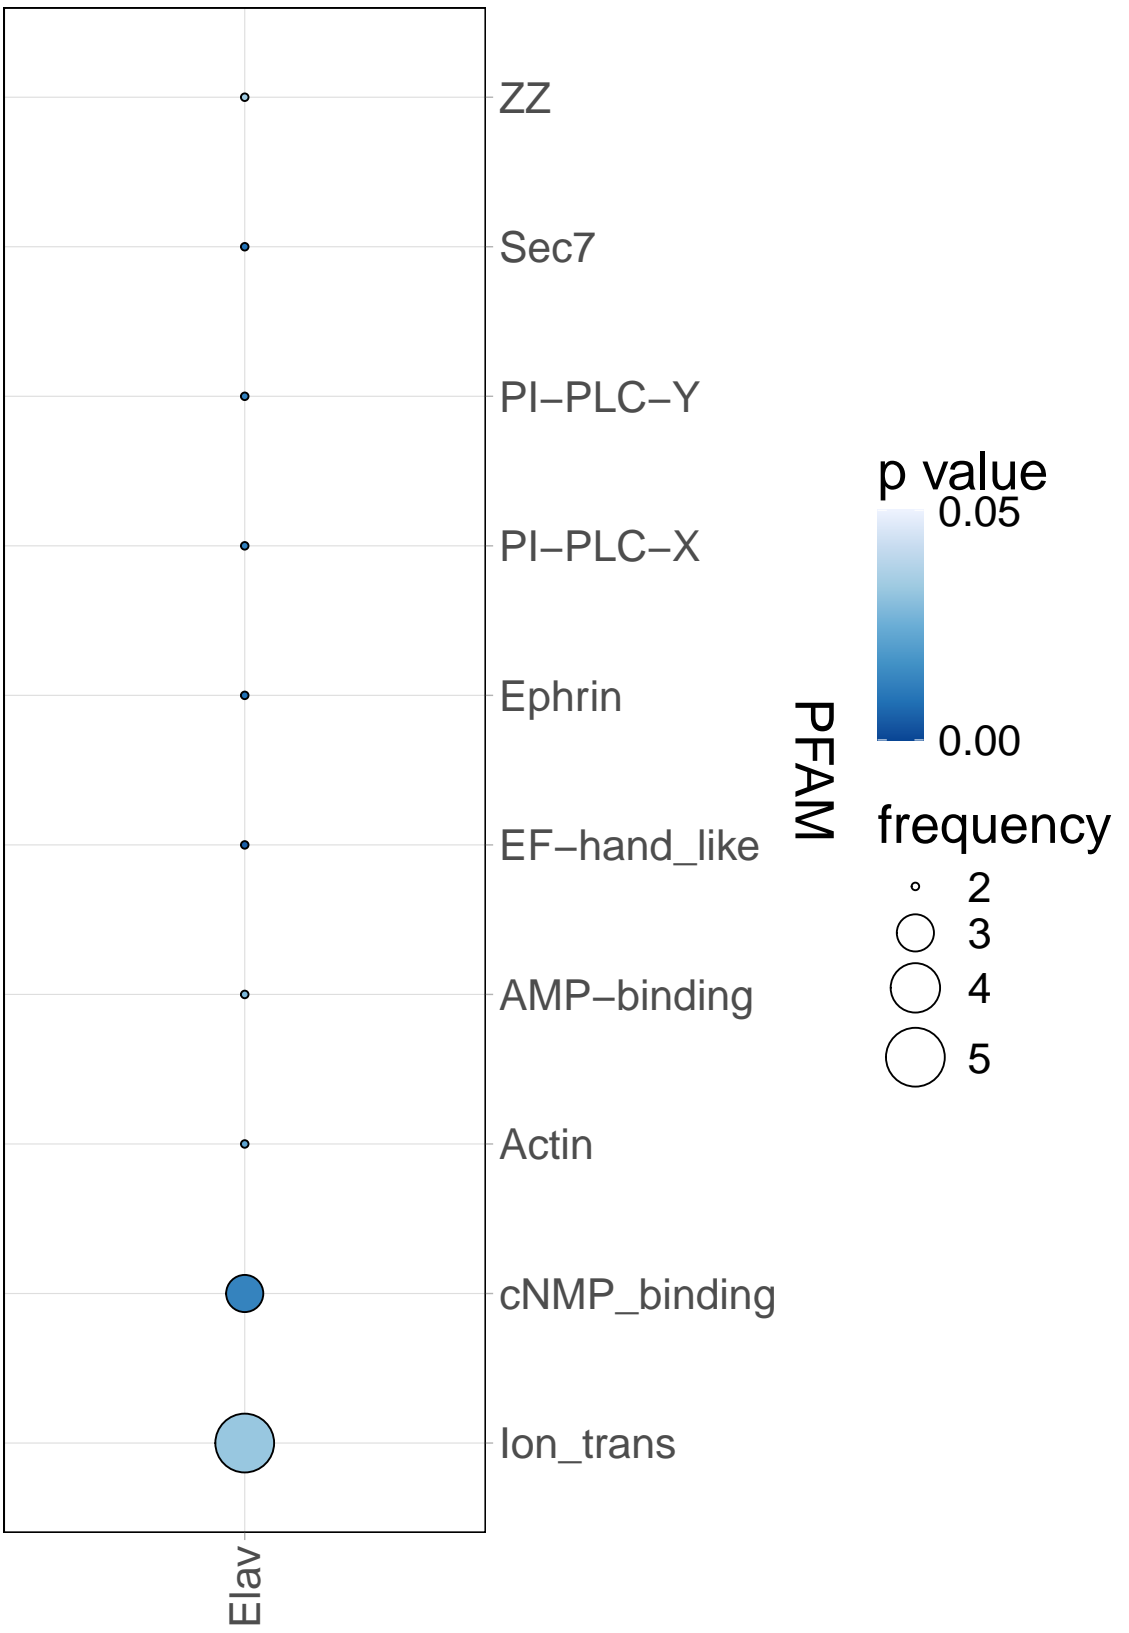 ZZ
Sec7
PI−PLC−Y
PI−PLC−X
Ephrin
EF−hand_like
AMP−binding
Actin
cNMP_binding
Ion_trans
Elav
PFAM
p value
0.05
0.00
frequency
2
3
4
5